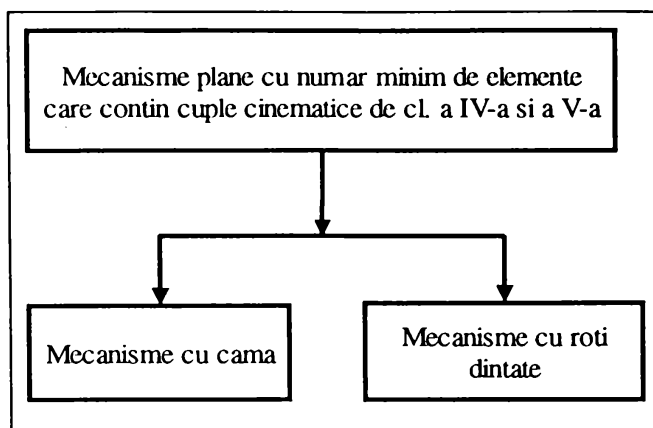 Mecanisme plane cu numar minim de elemente
care contin cuple cinematice de cl. a IV-a si a V-a
Mecanisme cu cama
Mecanisme cu roti
dintate